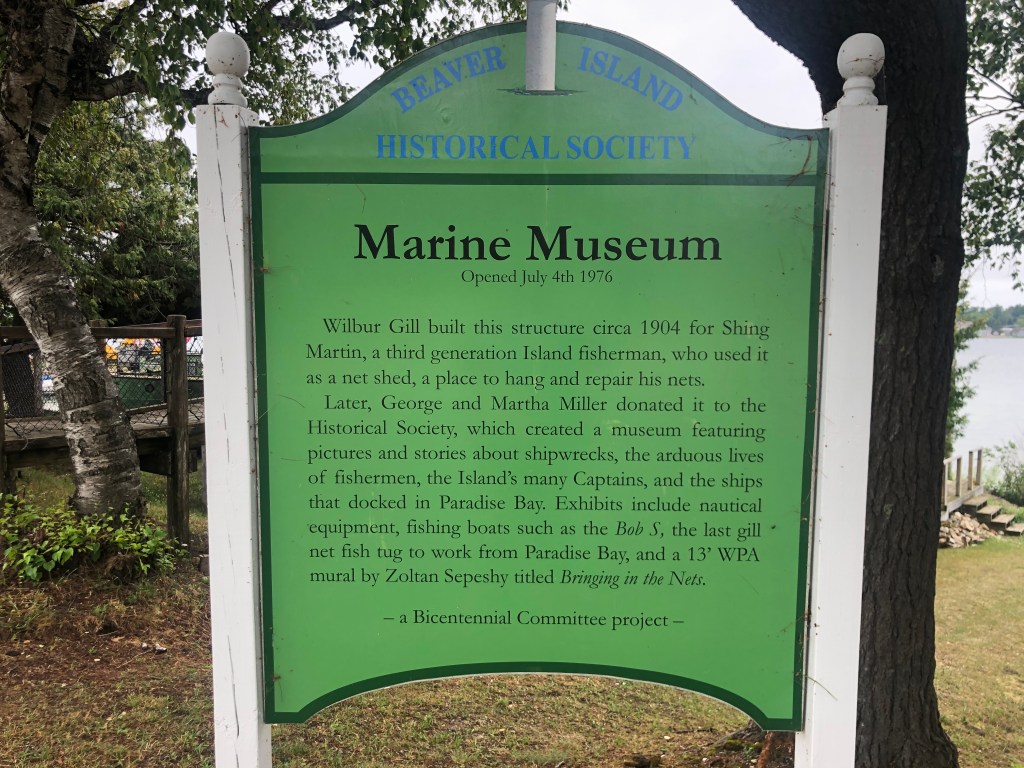 BEAVER ISLAND
HISTORICAL SOCIETY
Marine Museum
Opened July 4th 1976
Wilbur Gill built this structure circa 1904 for Shing
Martin, a third generation Island fisherman, who used it
as a net shed, a place to hang and repair his nets.
Later, George and Martha Miller donated it to the
Historical Society, which created a museum featuring
pictures and stories about shipwrecks, the arduous lives
of fishermen, the Island's many Captains, and the ships
that docked in Paradise Bay. Exhibits include nautical
equipment, fishing boats such as the Bob S, the last gill
net fish tug to work from Paradise Bay, and a 13' WPA
mural by Zoltan Sepeshy titled Bringing in the Nets.
– a Bicentennial Committee project –